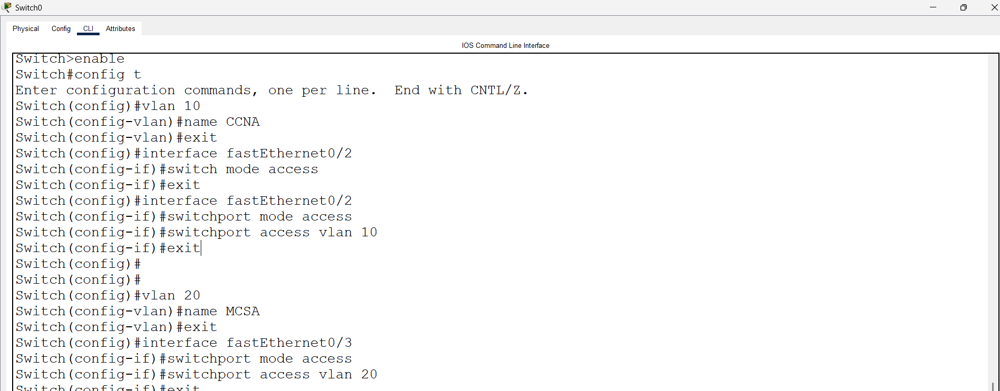 Switch0
Physical Config CLI Attributes
IOS Command Line Interface
Switch>enable
Switch#config t
Enter configuration commands, one per line.  End with CNTL/Z.
Switch(config)#vlan 10
Switch(config-vlan)#name CCNA
Switch(config-vlan)#exit
Switch(config)#interface fastEthernet0/2
Switch(config-if)#switch mode access
Switch(config-if)#exit
Switch(config)#interface fastEthernet0/2
Switch(config-if)#switchport mode access
Switch(config-if)#switchport access vlan 10
Switch(config-if)#exit
Switch(config)#
Switch(config)#
Switch(config)#vlan 20
Switch(config-vlan)#name MCSA
Switch(config-vlan)#exit
Switch(config)#interface fastEthernet0/3
Switch(config-if)#switchport mode access
Switch(config-if)#switchport access vlan 20
Switch(config-if)#exit